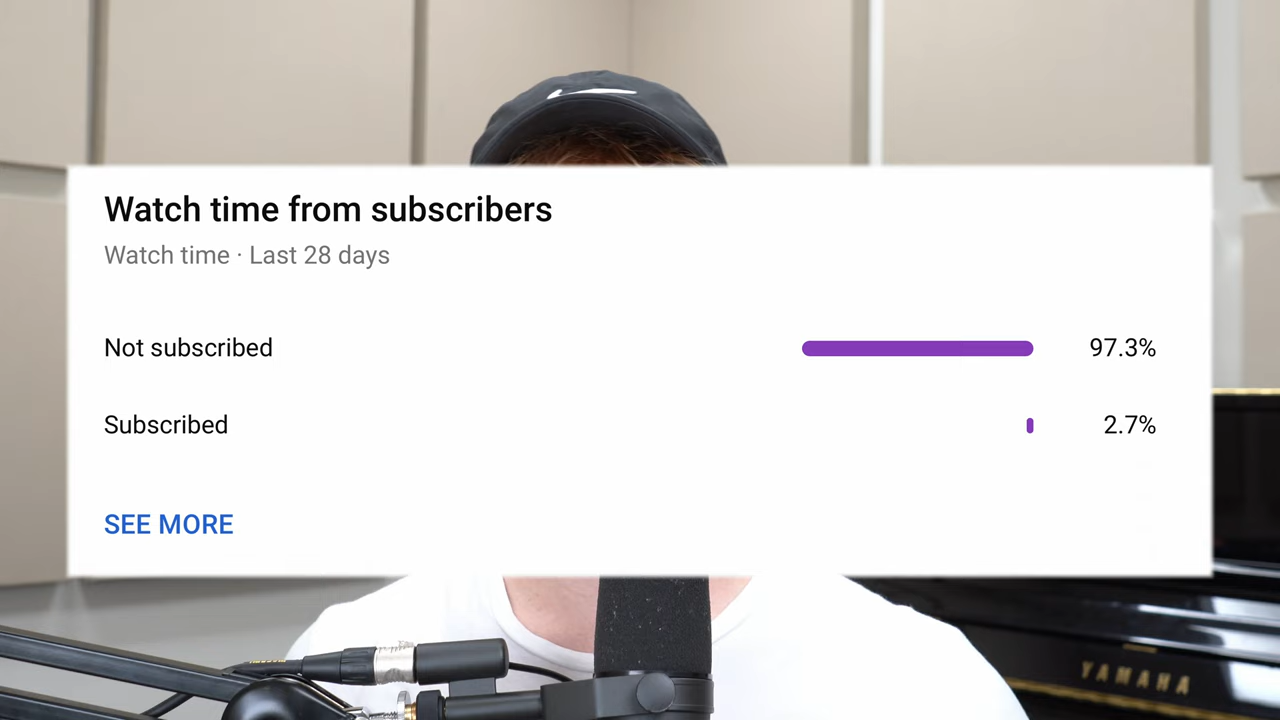 Watch time from subscribers
Watch time · Last 28 days
Not subscribed 97.3%
Subscribed 2.7%
SEE MORE
YAMAHA